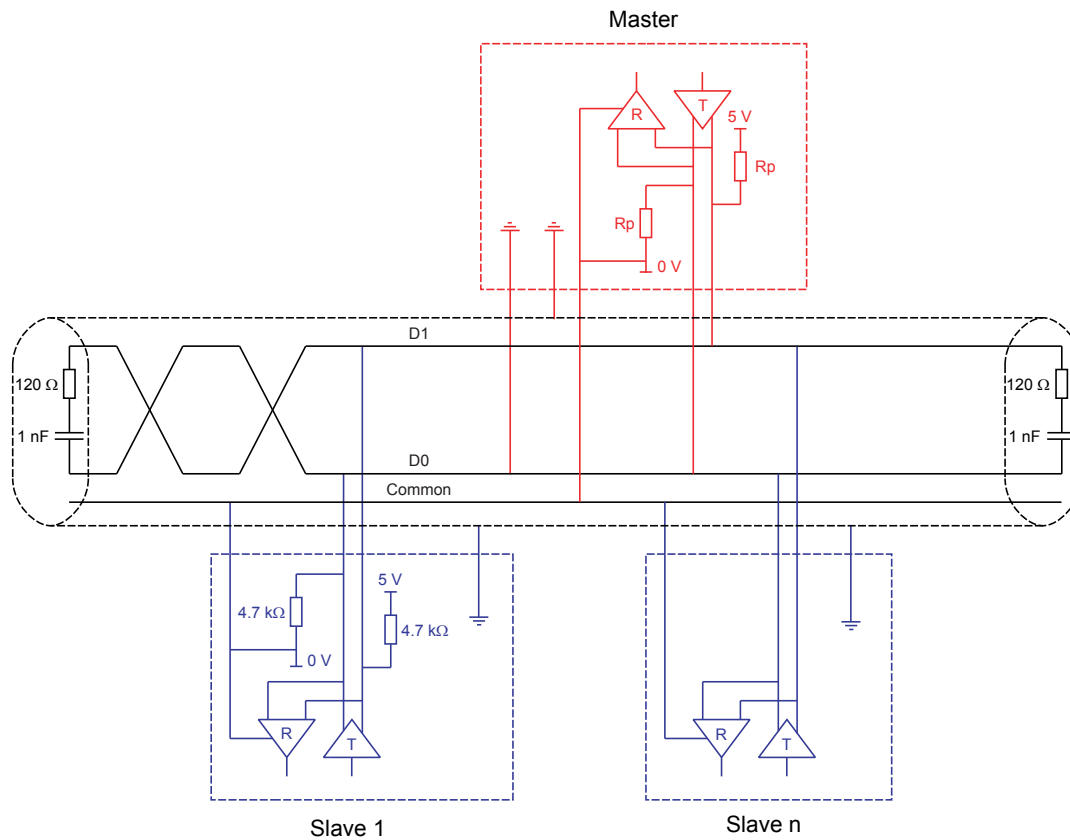 Master
R
T
5 V
Rp
Rp
0 V
D1
120 Ω
120 Ω
1 nF
1 nF
D0
Common
5 V
4.7 kΩ
4.7 kΩ
0 V
R
T
R
T
Slave 1
Slave n